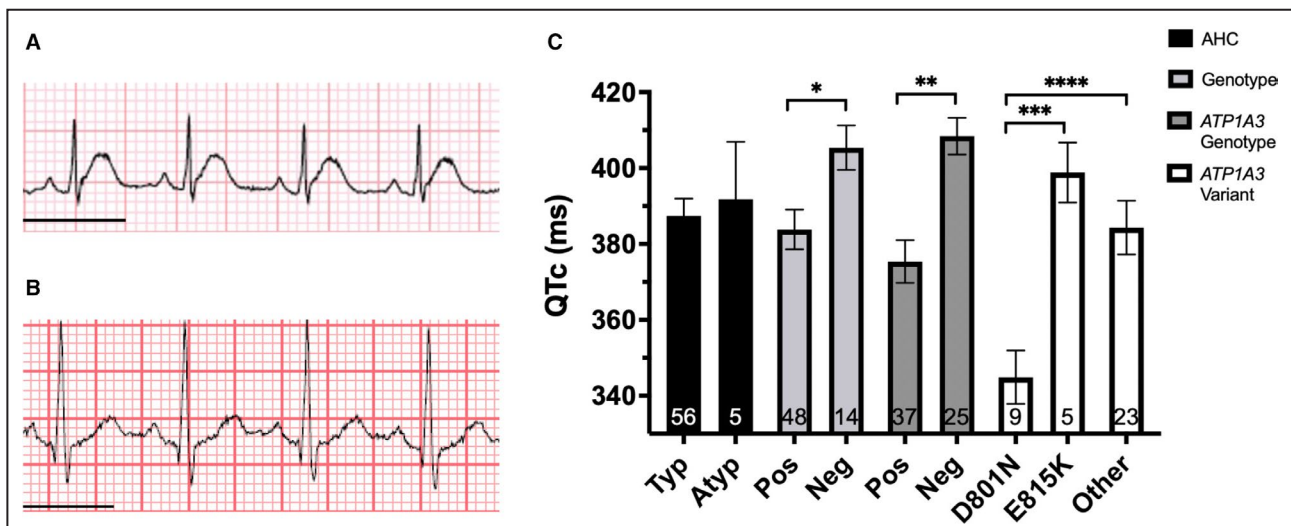 A
B
C
QTc (ms)
420
400
380
360
340
*
**
***
****
56
5
48
14
37
25
9
5
23
Typ
Atyp
Pos
Neg
Pos
Neg
D801N
E815K
Other
AHC
Genotype
ATP1A3
Genotype
ATP1A3
Variant